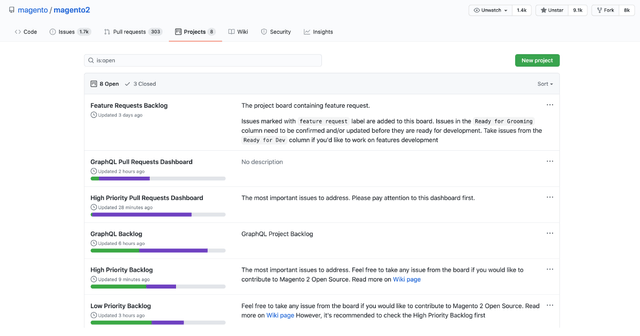 magento / magento2
Unwatch 1.4k
Unstar 9.1k
Fork 8k
Code
Issues 1.7k
Pull requests 303
Projects 8
Wiki
Security
Insights
is:open
New project
8 Open
3 Closed
Sort
Feature Requests Backlog
Updated 3 days ago
The project board containing feature request.
Issues marked with feature request label are added to this board. Issues in the Ready for Grooming
column need to be confirmed and/or updated before they are ready for development. Take issues from the
Ready for Dev column if you'd like to work on features development
GraphQL Pull Requests Dashboard
Updated 2 hours ago
No description
High Priority Pull Requests Dashboard
Updated 28 minutes ago
The most important issues to address. Please pay attention to this dashboard first.
GraphQL Backlog
Updated 6 hours ago
GraphQL Project Backlog
High Priority Backlog
Updated 9 minutes ago
The most important issues to address. Feel free to take any issue from the board if you would like to
contribute to Magento 2 Open Source. Read more on Wiki page
Low Priority Backlog
Updated 3 hours ago
Feel free to take any issue from the board if you would like to contribute to Magento 2 Open Source. Read
more on Wiki page However, it's recommended to check the High Priority Backlog first